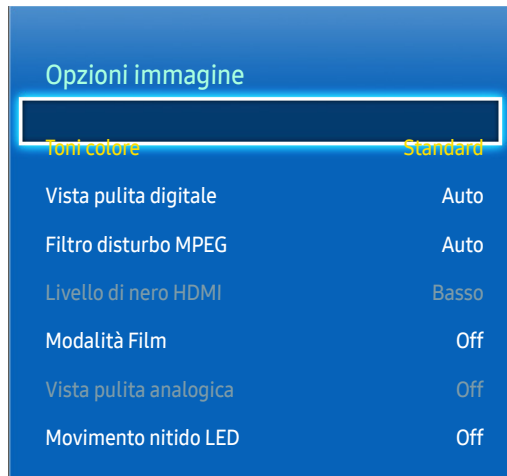 Opzioni immagine
Toni colore Standard
Vista pulita digitale Auto
Filtro disturbo MPEG Auto
Livello di nero HDMI Basso
Modalità Film Off
Vista pulita analogica Off
Movimento nitido LED Off